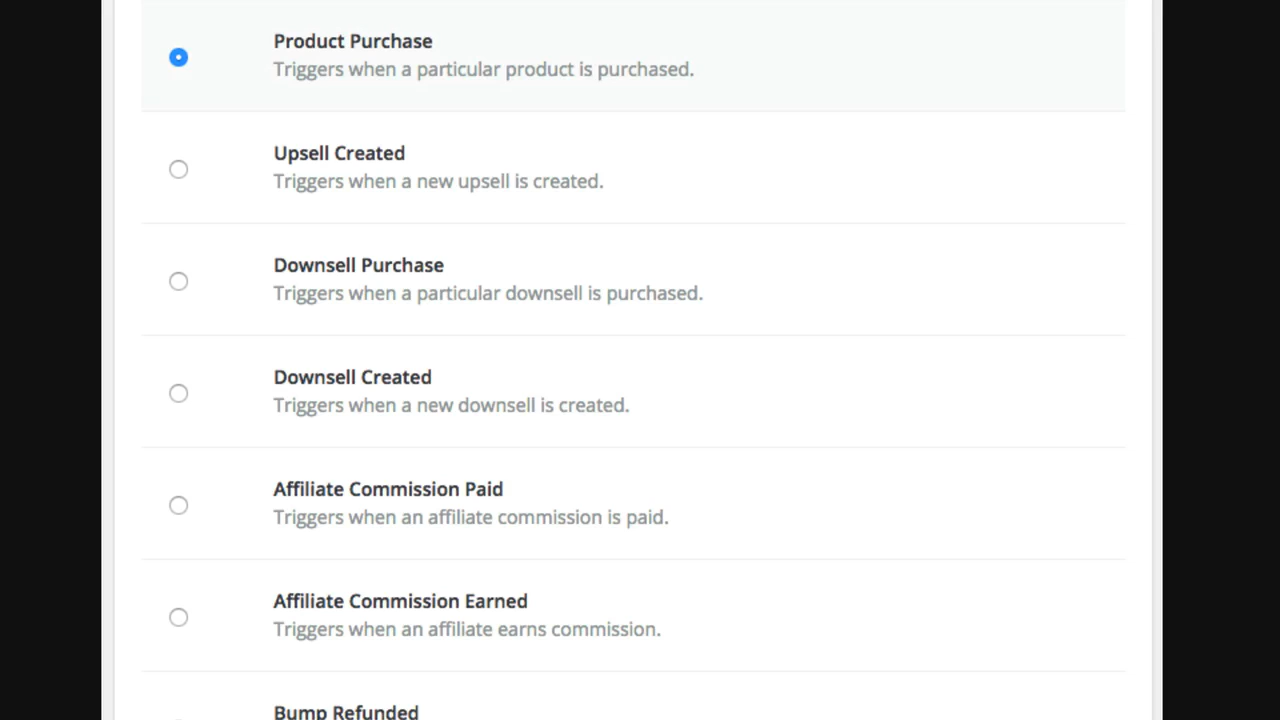 Product Purchase
Triggers when a particular product is purchased.
Upsell Created
Triggers when a new upsell is created.
Downsell Purchase
Triggers when a particular downsell is purchased.
Downsell Created
Triggers when a new downsell is created.
Affiliate Commission Paid
Triggers when an affiliate commission is paid.
Affiliate Commission Earned
Triggers when an affiliate earns commission.
Bump Refunded